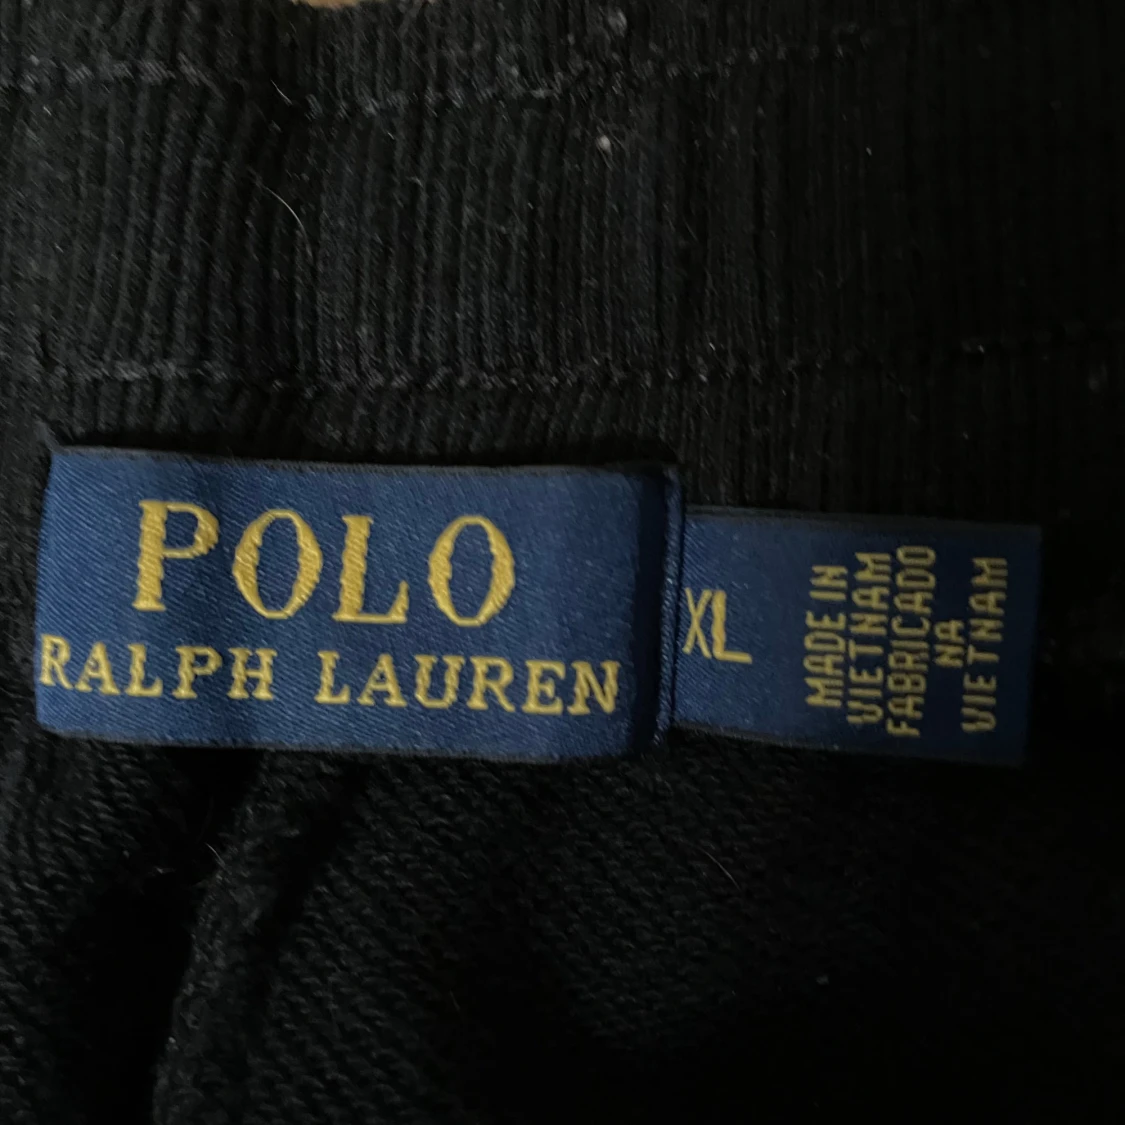 POLO
RALPH LAUREN
XL
MADE IN
VIETNAM
FABRICADO
NA
VIETNAM